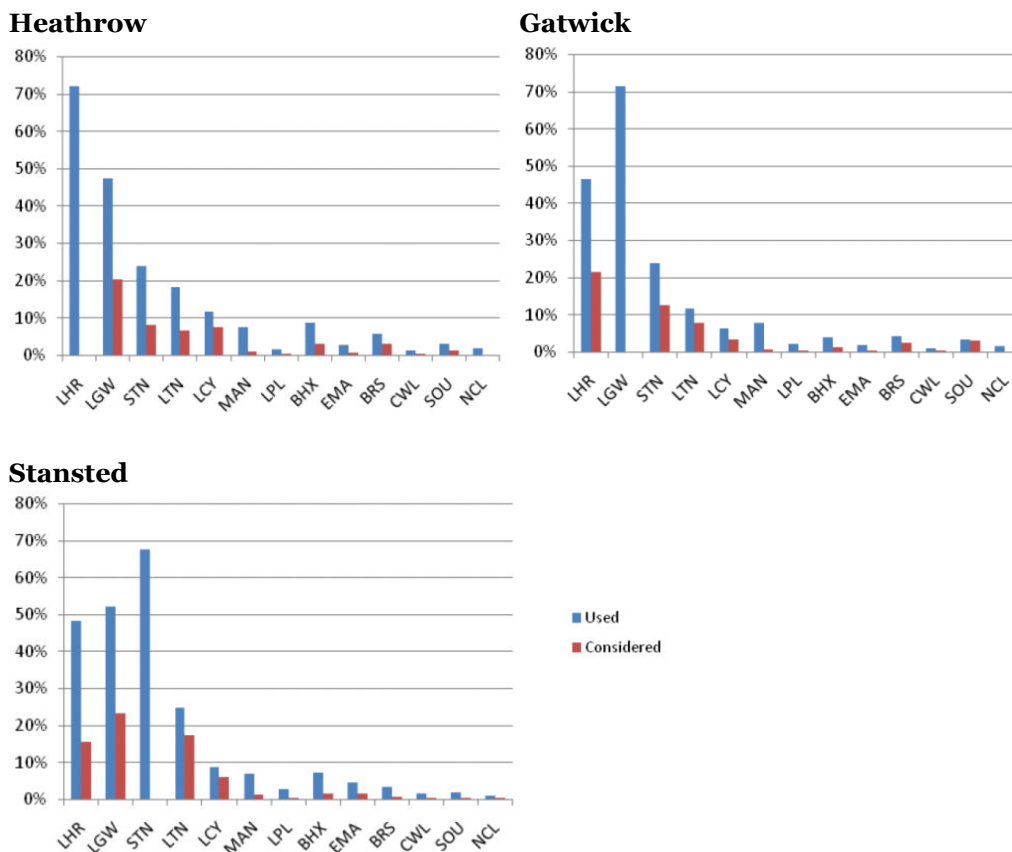 Heathrow
80%
70%
60%
50%
40%
30%
20%
10%
0%
LHR
LGW
STN
LTN
LCY
MAN
LPL
BHX
EMA
BRS
CWL
SOU
NCL
Gatwick
80%
70%
60%
50%
40%
30%
20%
10%
0%
LHR
LGW
STN
LTN
LCY
MAN
LPL
BHX
EMA
BRS
CWL
SOU
NCL
Stansted
80%
70%
60%
50%
40%
30%
20%
10%
0%
LHR
LGW
STN
LTN
LCY
MAN
LPL
BHX
EMA
BRS
CWL
SOU
NCL
Used
Considered